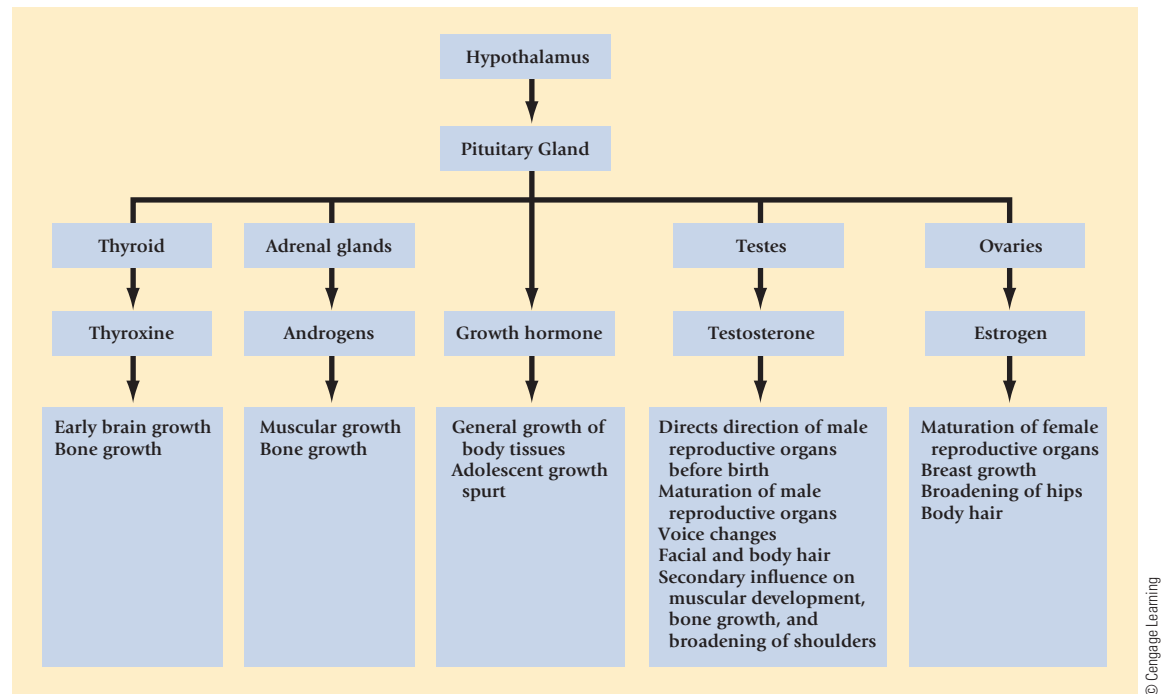 Hypothalamus
Pituitary Gland
Thyroid
Adrenal glands
Testes
Ovaries
Thyroxine
Androgens
Growth hormone
Testosterone
Estrogen
Early brain growth
Bone growth
Muscular growth
Bone growth
General growth of
body tissues
Adolescent growth
spurt
Directs direction of male
reproductive organs
before birth
Maturation of male
reproductive organs
Voice changes
Facial and body hair
Secondary influence on
muscular development,
bone growth, and
broadening of shoulders
Maturation of female
reproductive organs
Breast growth
Broadening of hips
Body hair
© Cengage Learning